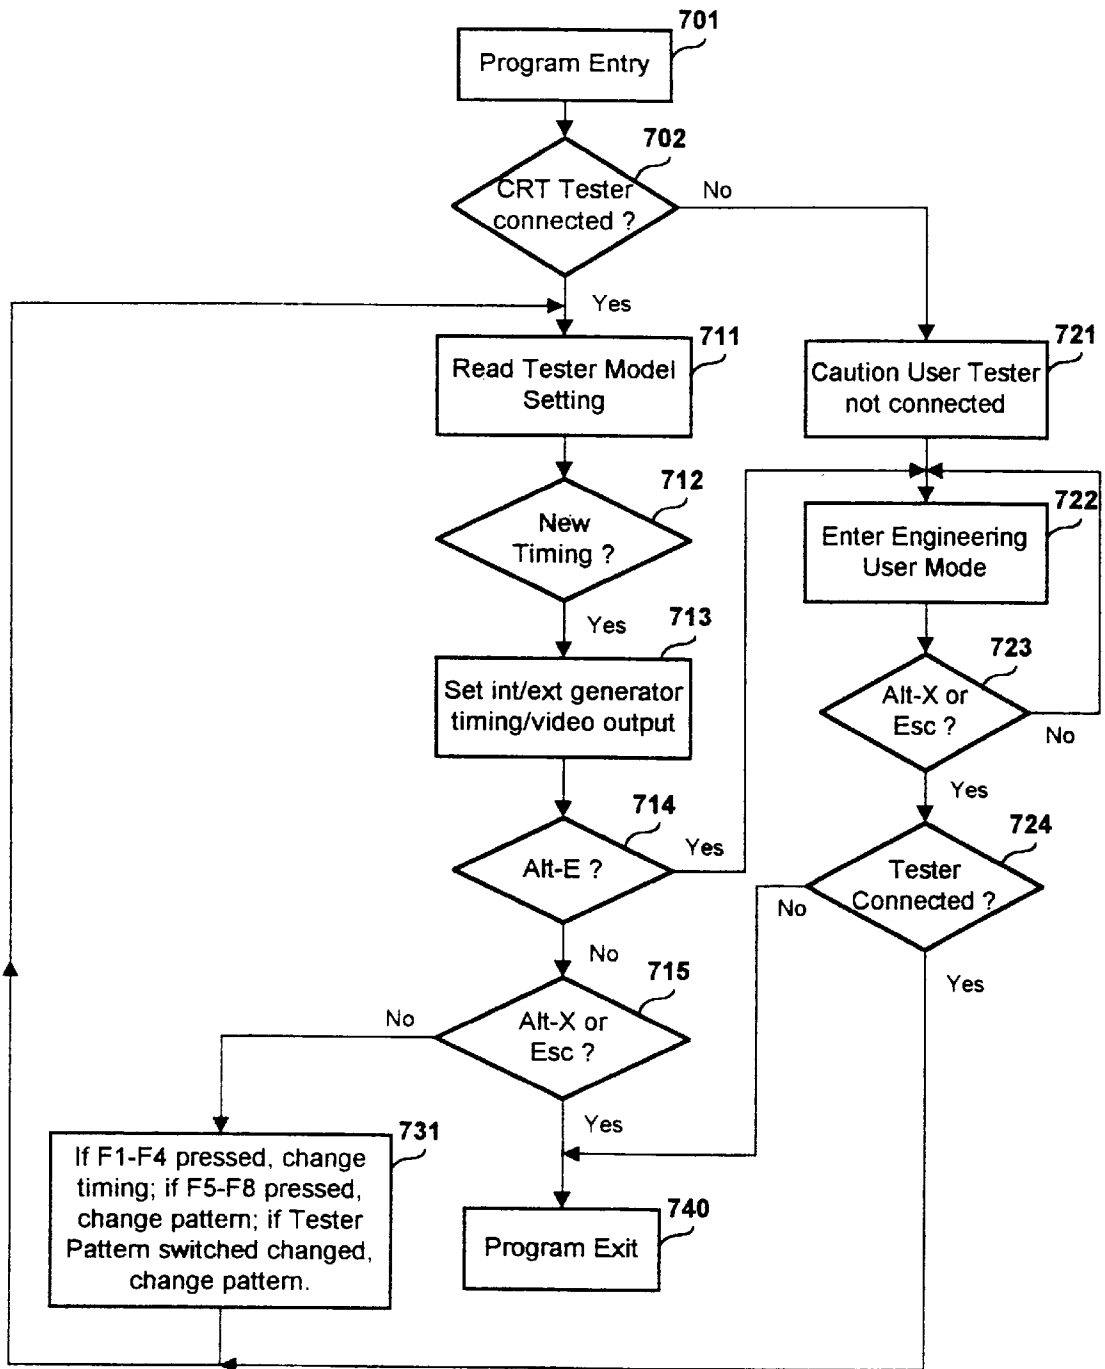 701
Program Entry
702
CRT Tester
connected ?
No
Yes
711
Read Tester Model
Setting
721
Caution User Tester
not connected
712
New
Timing ?
722
Enter Engineering
User Mode
Yes
713
Set int/ext generator
timing/video output
723
Alt-X or
Esc ?
No
Yes
714
Alt-E ?
Yes
724
Tester
Connected ?
No
Yes
No
715
Alt-X or
Esc ?
No
Yes
731
If F1-F4 pressed, change
timing; if F5-F8 pressed,
change pattern; if Tester
Pattern switched changed,
change pattern.
740
Program Exit